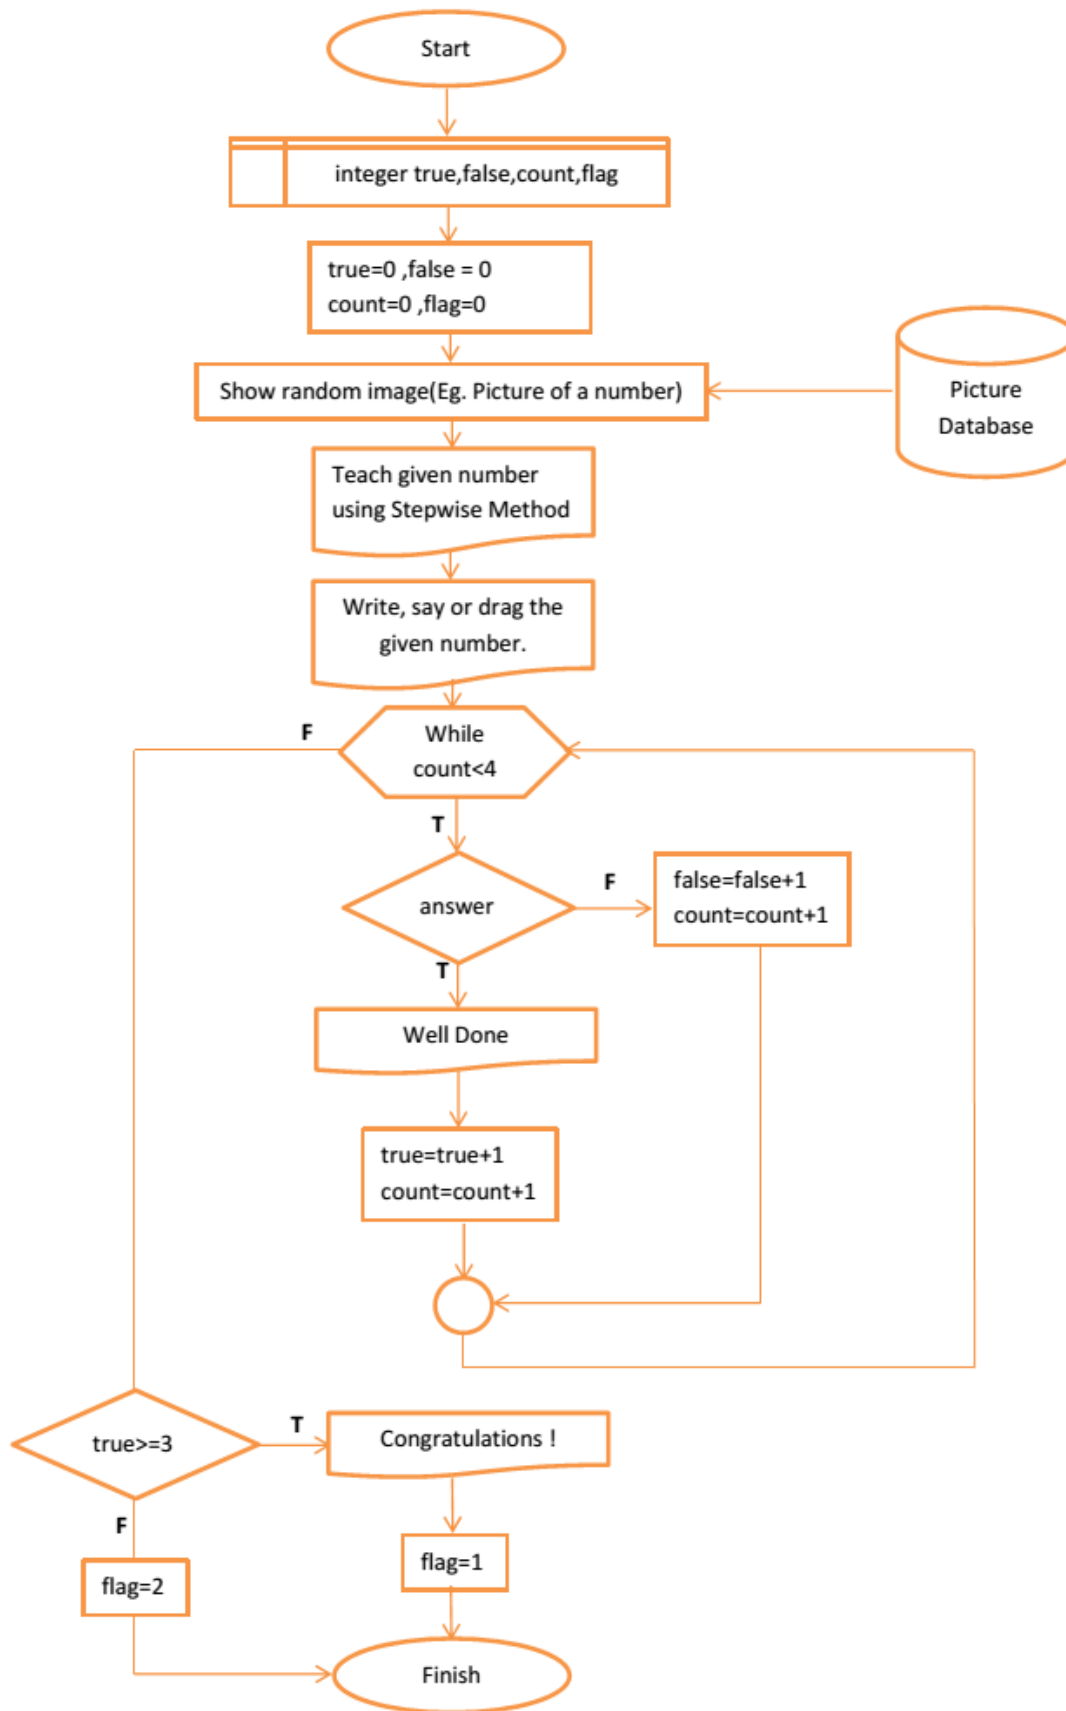 Start
integer true,false,count,flag
true=0 ,false = 0
count=0 ,flag=0
Show random image(Eg. Picture of a number)
Picture
Database
Teach given number
using Stepwise Method
Write, say or drag the
given number.
F
While
count<4
T
answer
F
false=false+1
count=count+1
T
Well Done
true=true+1
count=count+1
true>=3
T
Congratulations !
F
flag=2
flag=1
Finish